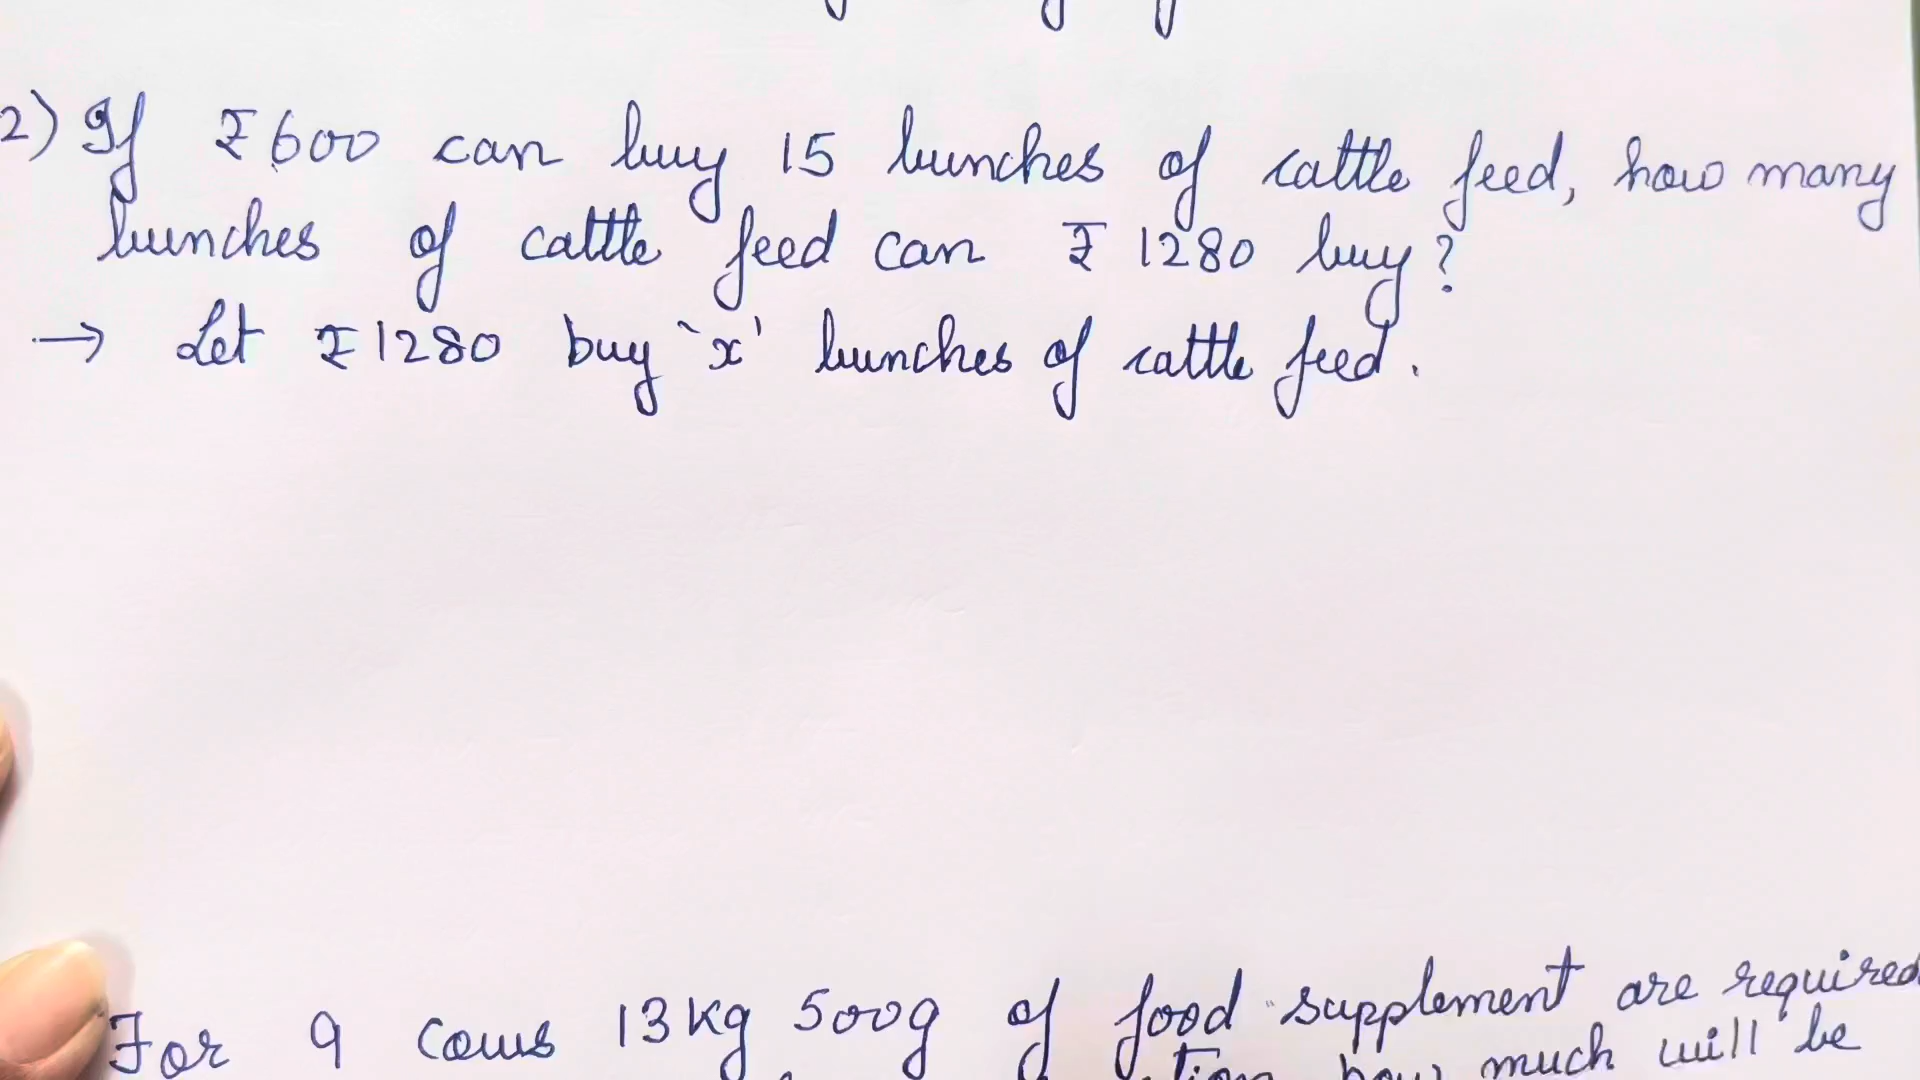 2) If ₹600 can buy 15 bunches of cattle feed, how many
bunches of cattle feed can ₹ 1280 buy?
→ Let ₹1280 buy 'x' bunches of cattle feed.
For 9 cows 13kg 500g of food supplement are required
how much will be